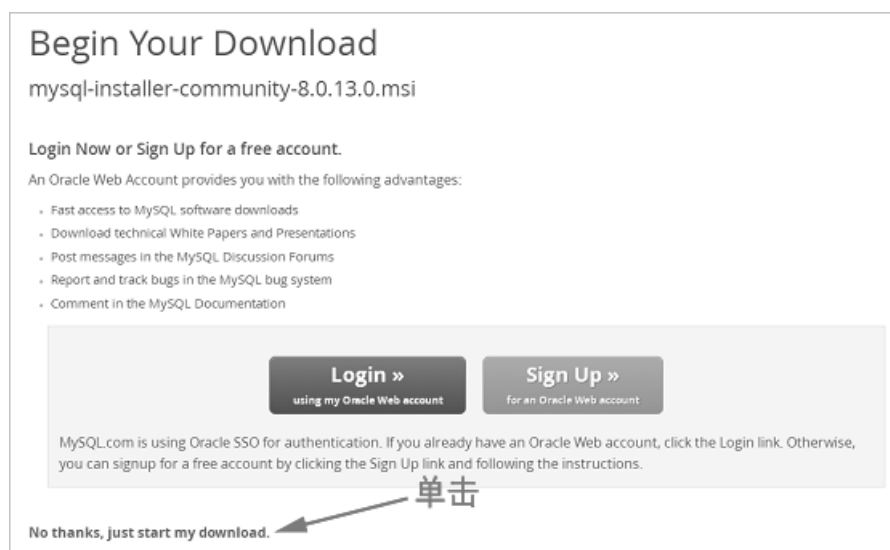 Begin Your Download
mysql-installer-community-8.0.13.0.msi
Login Now or Sign Up for a free account.
An Oracle Web Account provides you with the following advantages:
Fast access to MySQL software downloads
Download technical White Papers and Presentations
Post messages in the MySQL Discussion Forums
Report and track bugs in the MySQL bug system
Comment in the MySQL Documentation
Login »
using my Oracle Web account
Sign Up »
for an Oracle Web account
MySQL.com is using Oracle SSO for authentication. If you already have an Oracle Web account, click the Login link. Otherwise,
you can signup for a free account by clicking the Sign Up link and following the instructions.
单击
No thanks, just start my download.